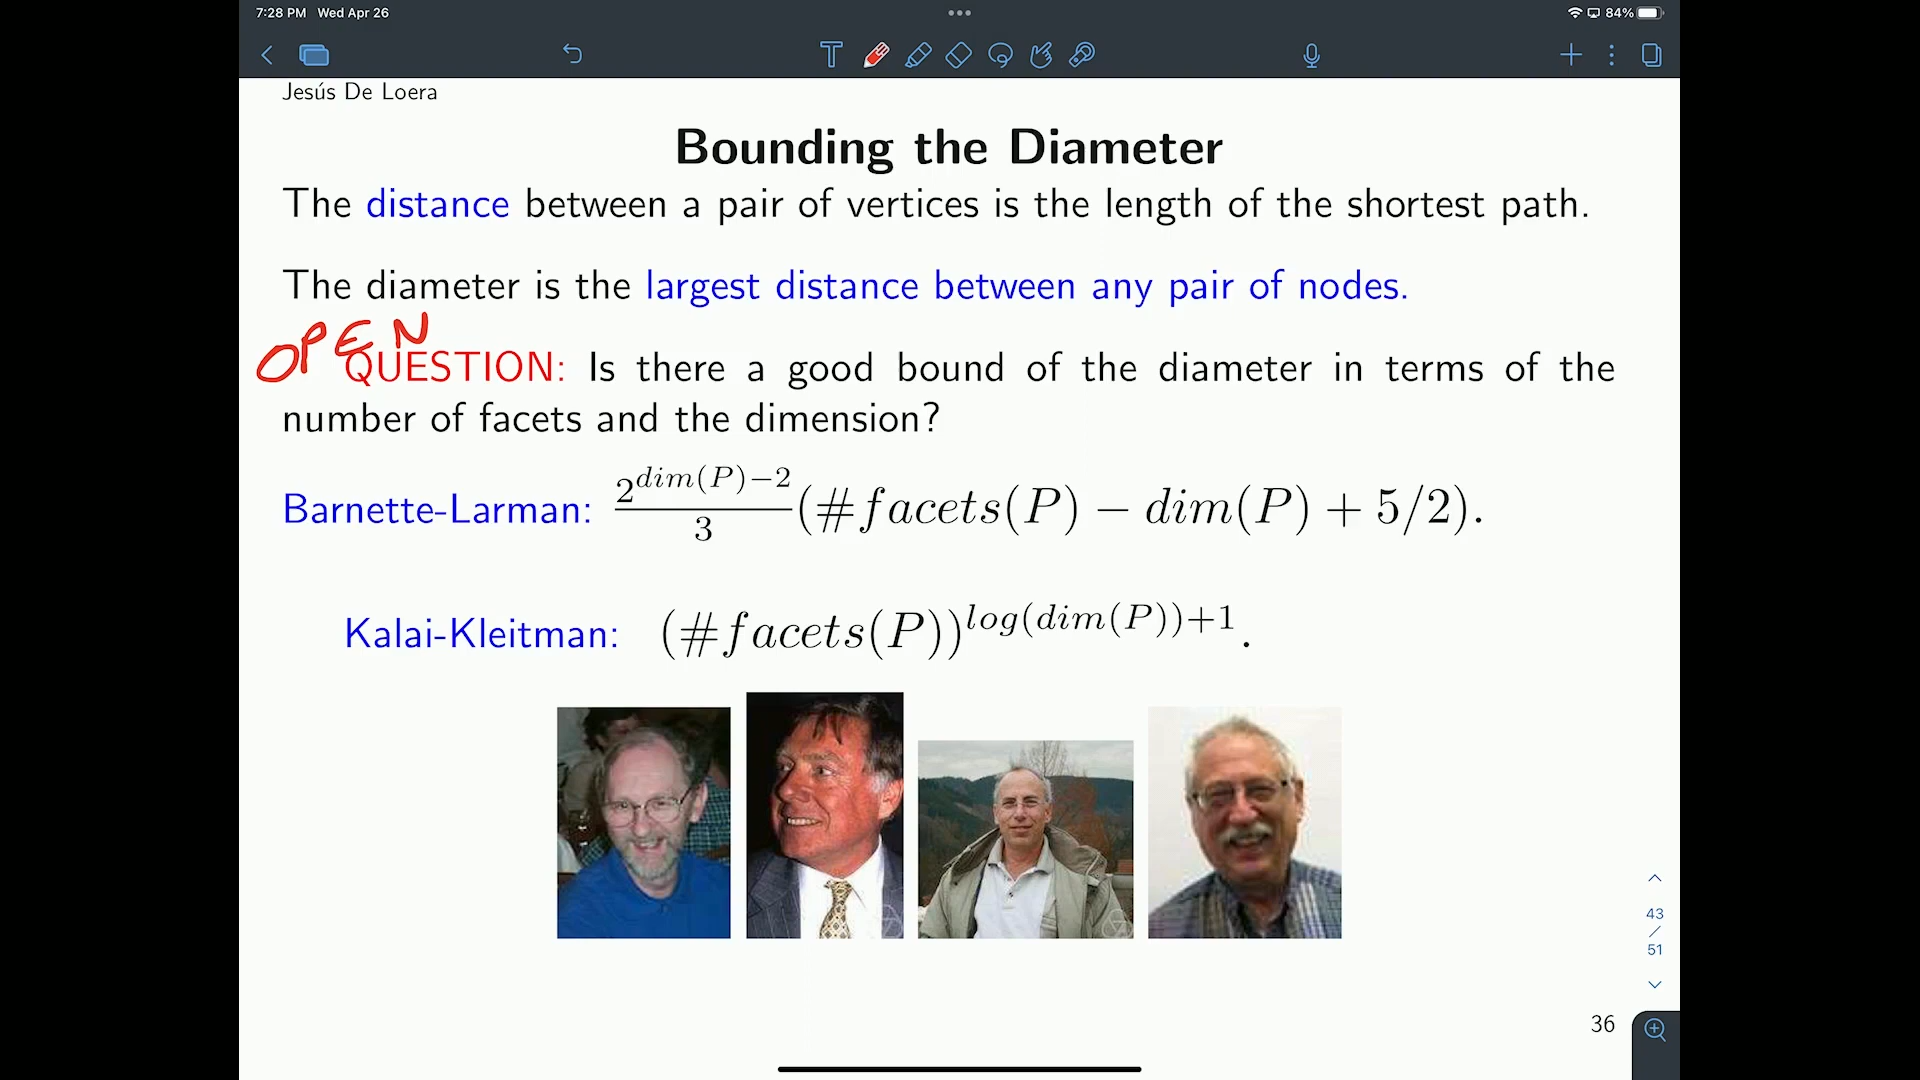 7:28 PM Wed Apr 26
84%
Jesús De Loera
Bounding the Diameter
The distance between a pair of vertices is the length of the shortest path.
The diameter is the largest distance between any pair of nodes.
OPEN
QUESTION: Is there a good bound of the diameter in terms of the
number of facets and the dimension?
Barnette-Larman: \frac{2^{dim(P)-2}}{3}(#facets(P) − dim(P) + 5/2).
Kalai-Kleitman: (#facets(P))^{log(dim(P))+1}.
43
/
51
36